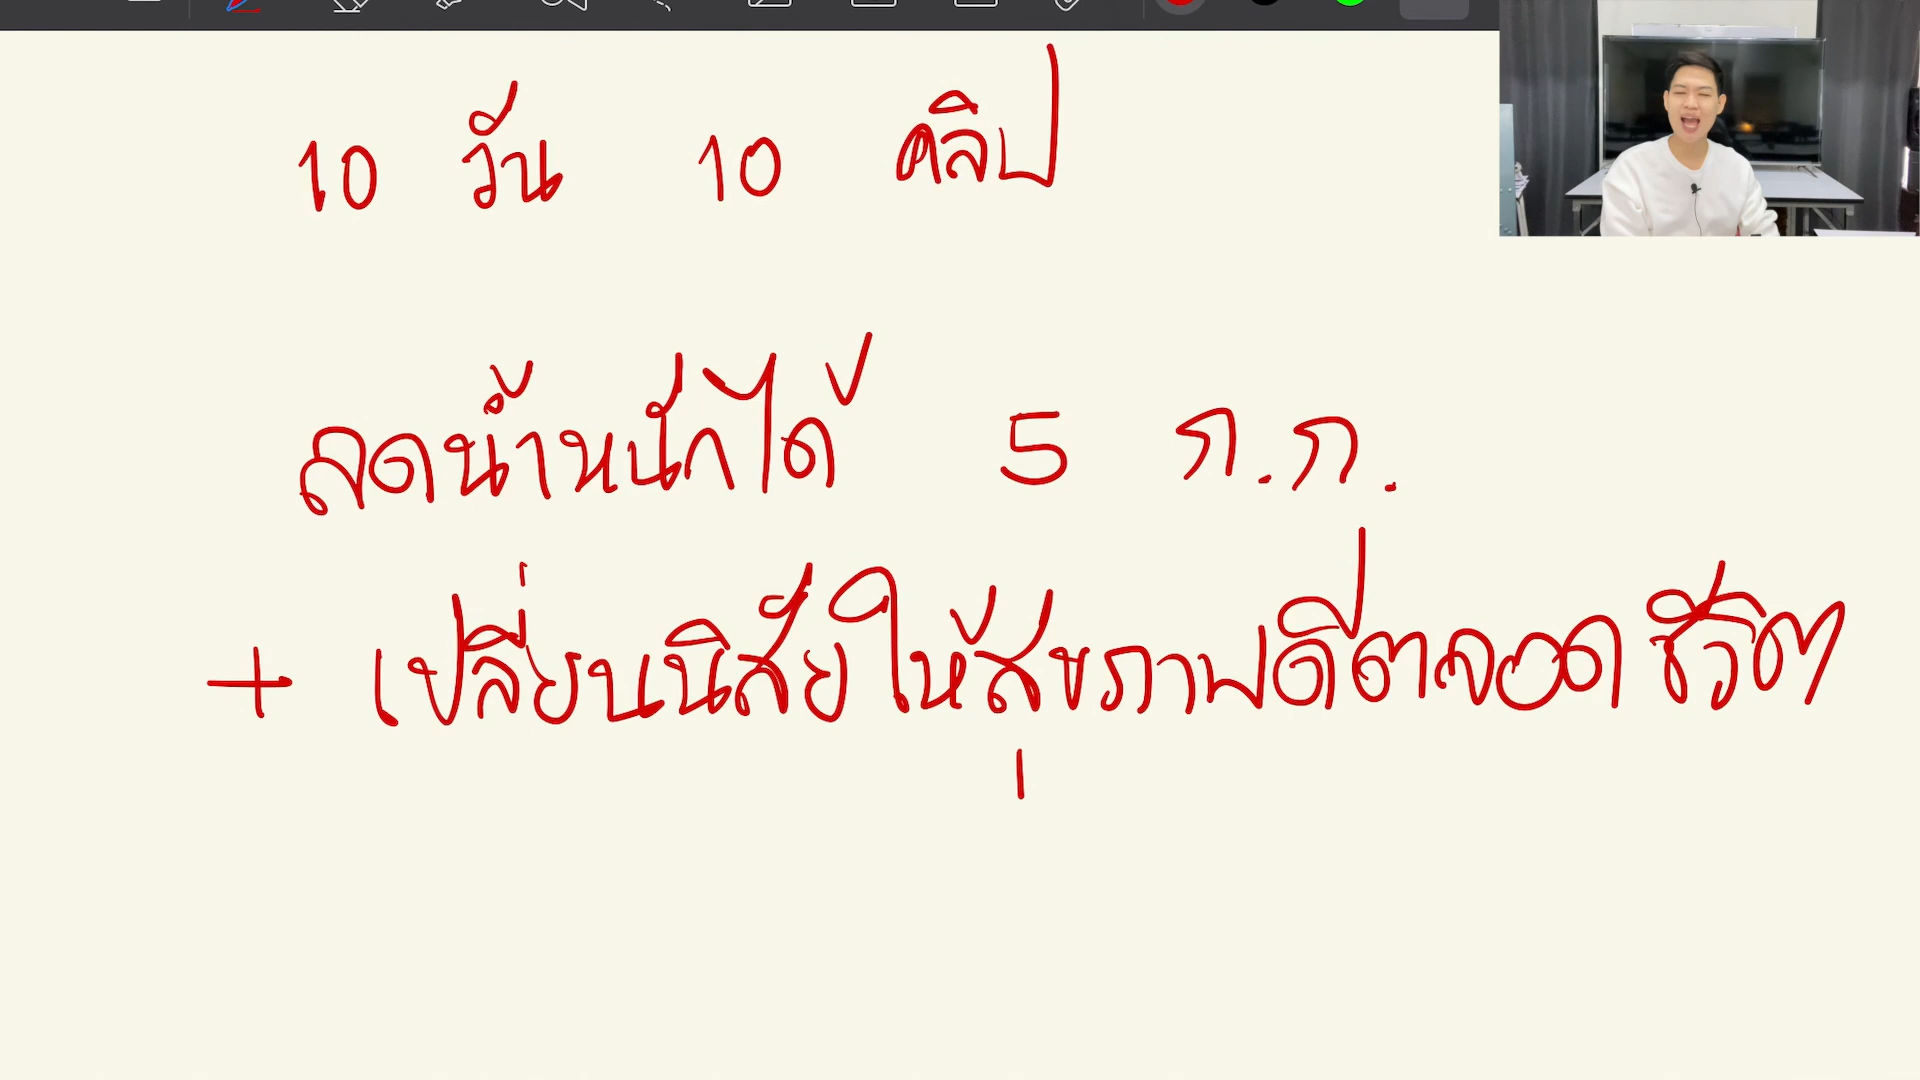 10 วัน 10 คลิป
ลดน้ำหนักได้ 5 ก.ก.
+ เปลี่ยนนิสัยให้สุขภาพดีตลอดชีวิต